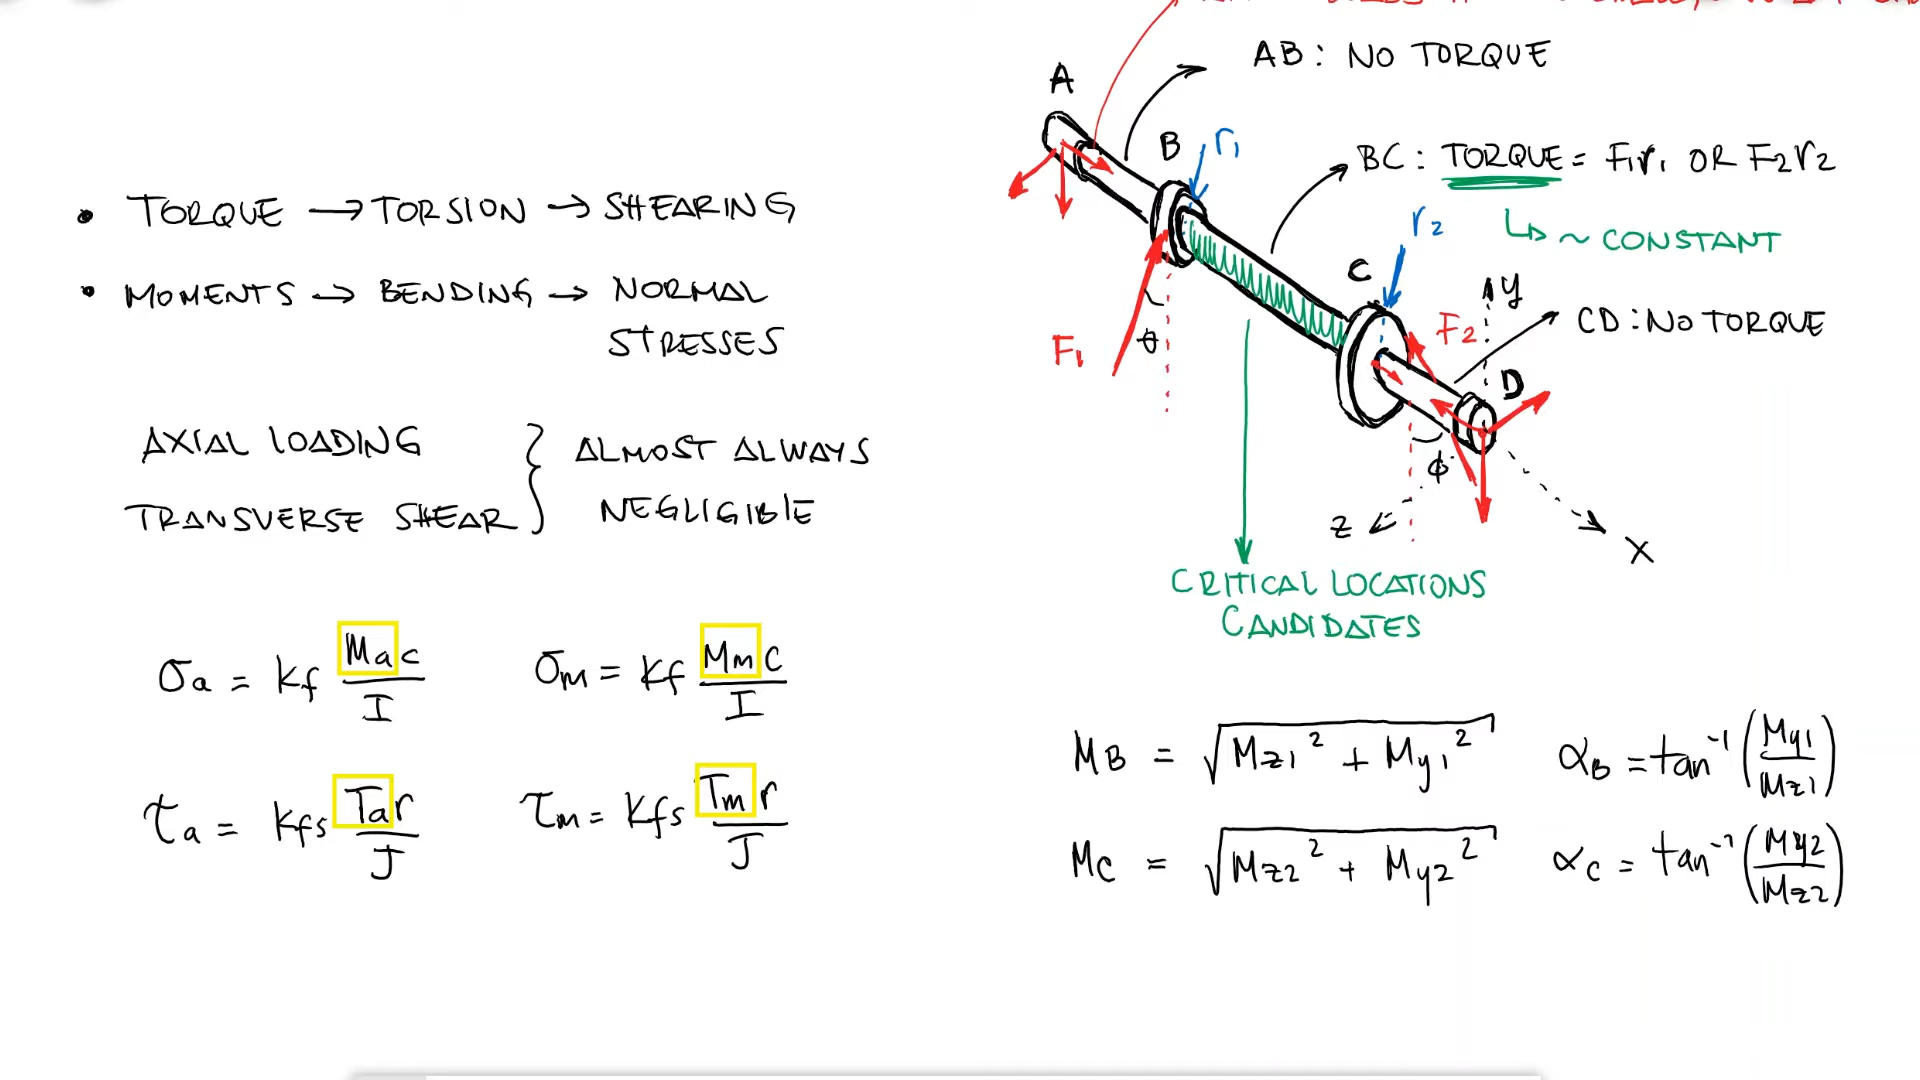 • TORQUE → TORSION → SHEARING
• MOMENTS → BENDING → NORMAL
STRESSES
AXIAL LOADING
TRANSVERSE SHEAR
} ALMOST ALWAYS
NEGLIGIBLE
σa = Kf Mac / I
σm = Kf Mmc / I
τa = Kfs Tar / J
τm = Kfs Tmr / J
AB: NO TORQUE
A
B
r1
BC: TORQUE = F1r1 OR F2r2
↳ ~ CONSTANT
r2
C
y
CD: NO TORQUE
F2
F1
θ
D
ϕ
z
x
CRITICAL LOCATIONS
CANDIDATES
MB = √(Mz1² + My1²)
αB = tan⁻¹(My1 / Mz1)
MC = √(Mz2² + My2²)
αC = tan⁻¹(My2 / Mz2)